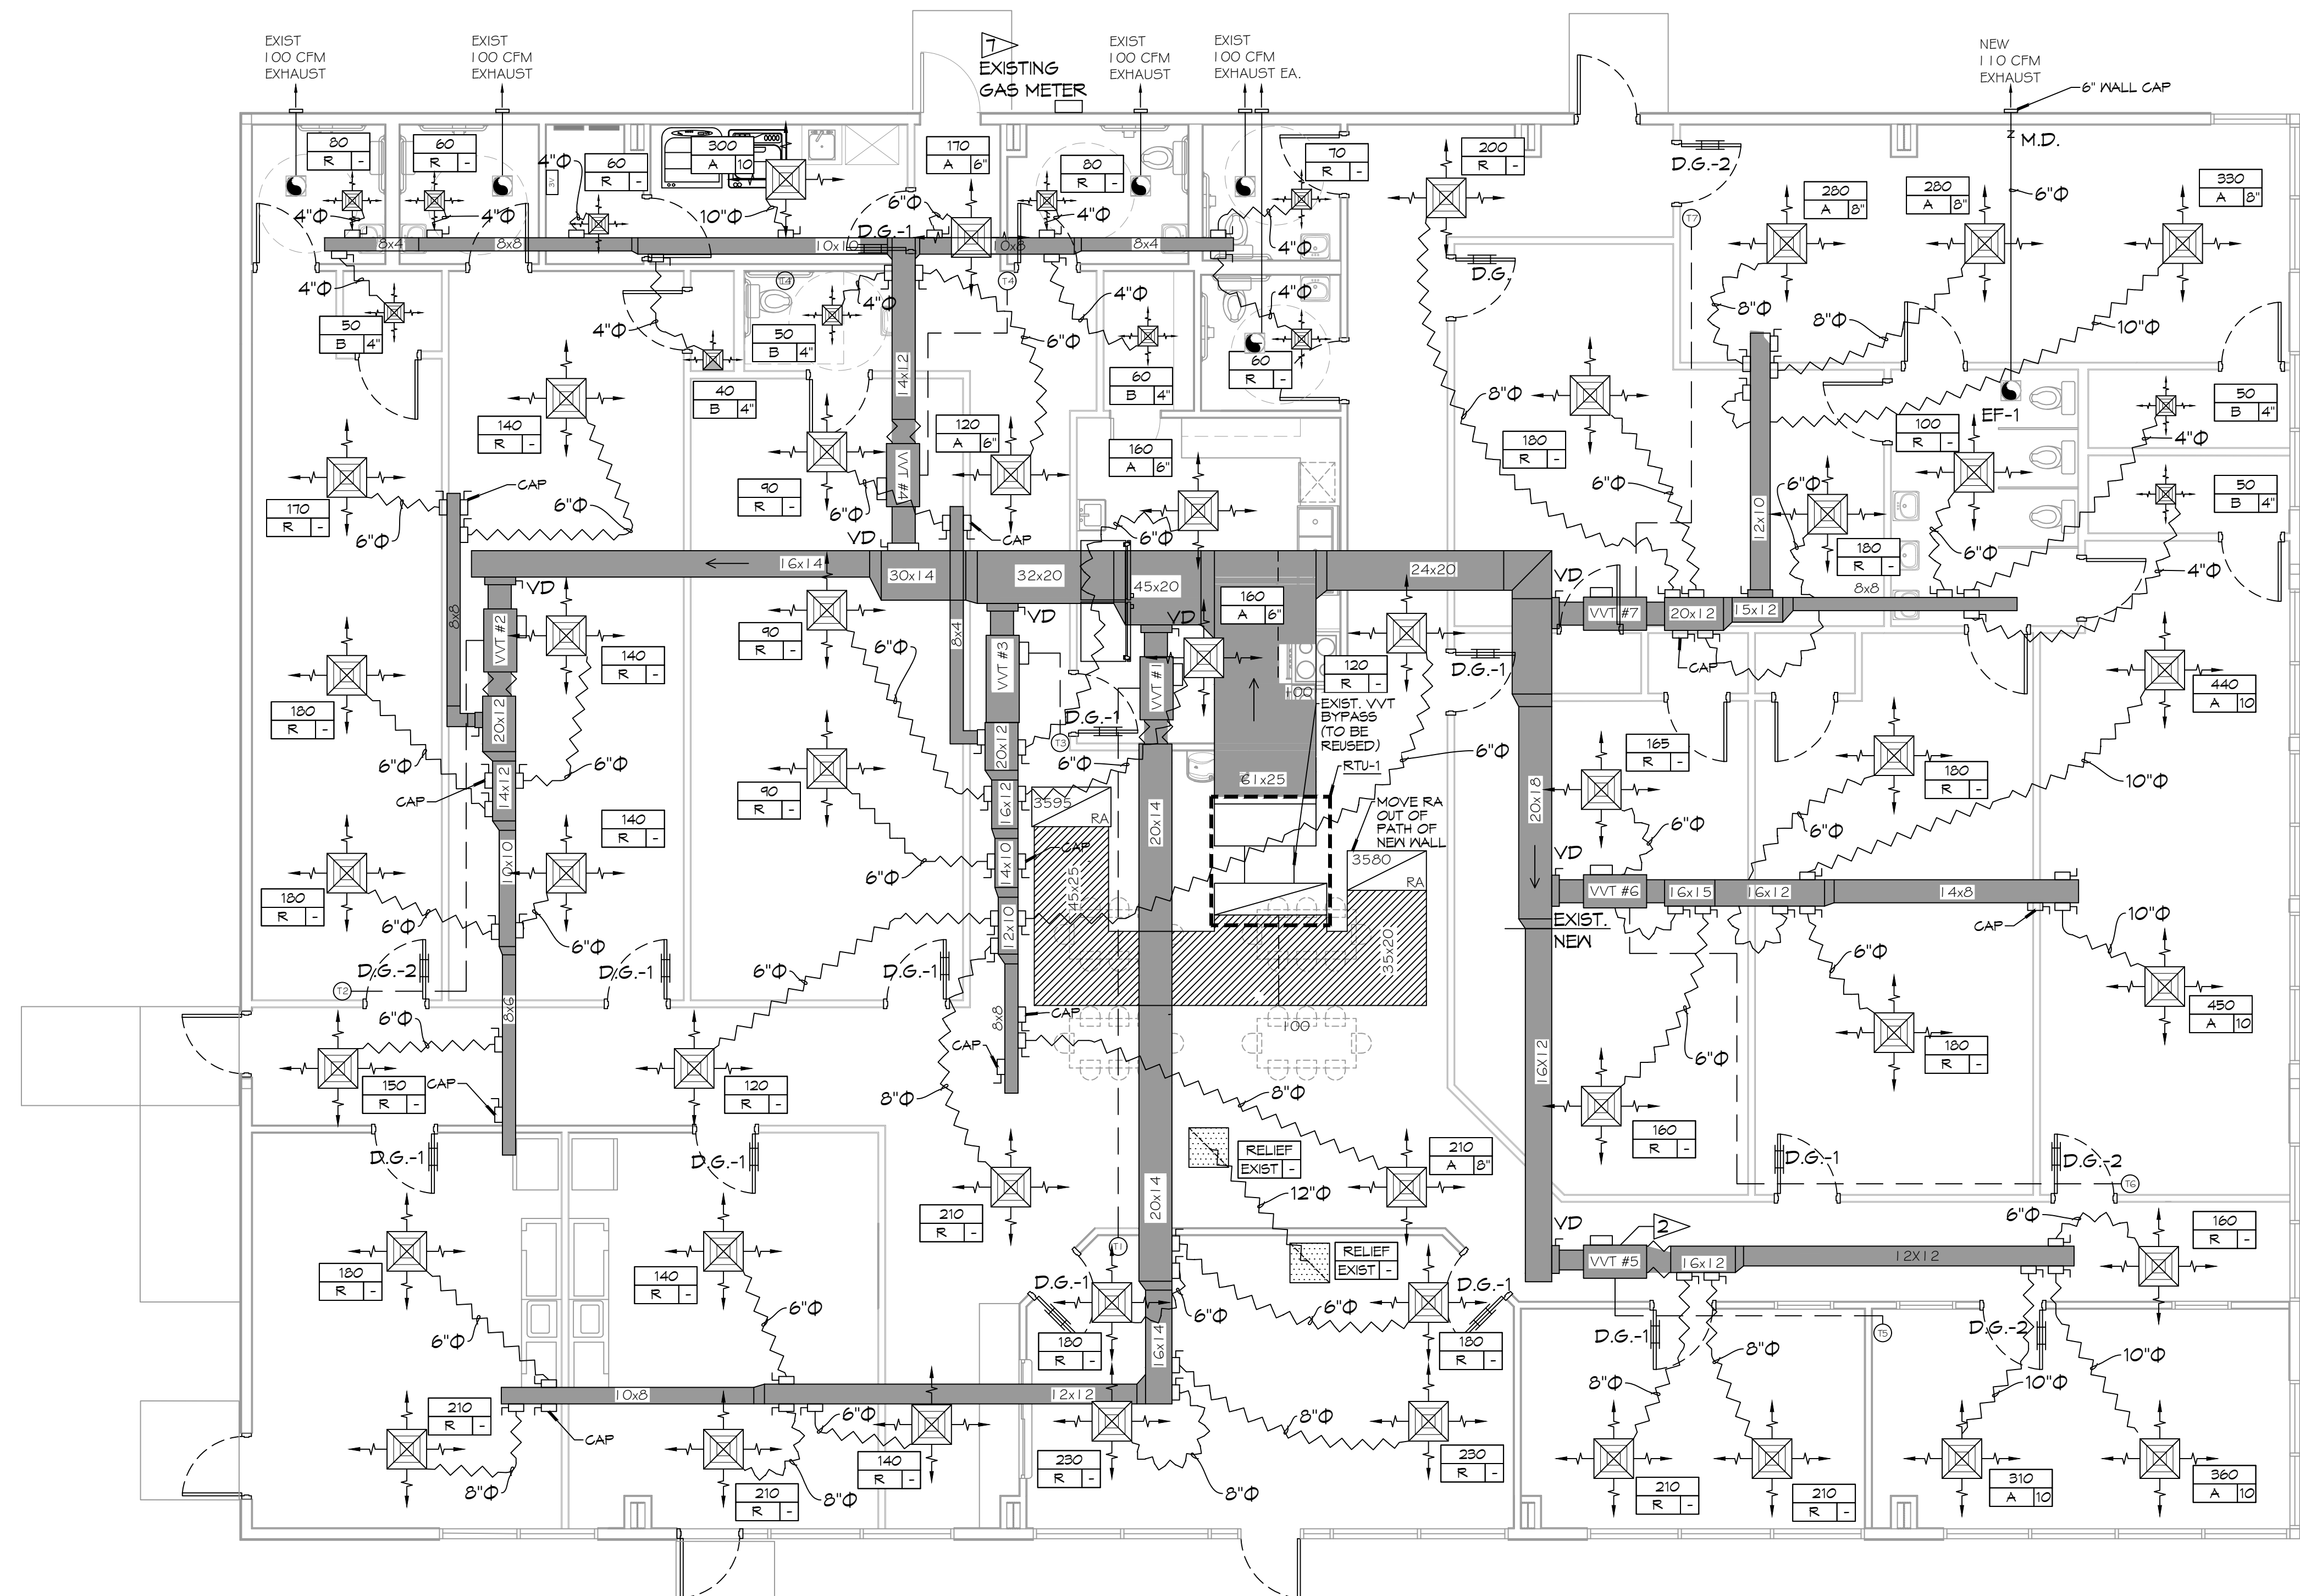 EXIST
100 CFM
EXHAUST
EXIST
100 CFM
EXHAUST
7
EXISTING
GAS METER
EXIST
100 CFM
EXHAUST
EXIST
100 CFM
EXHAUST EA.
NEW
110 CFM
EXHAUST
6" WALL CAP
M.D.
80
R -
60
R -
4"Φ
60
R -
300
A 10
170
A 6"
80
R -
70
R -
200
R -
D.G.-2
T7
280
A 8"
280
A 8"
6"Φ
330
A 8"
4"Φ
4"Φ
10"Φ
6"Φ
4"Φ
4"Φ
8x4
8x8
D.G.-1
10x8
8x4
D.G.
4"Φ
50
B 4"
4"Φ
4"Φ
50
B 4"
T4
4"Φ
4"Φ
8"Φ
8"Φ
10"Φ
40
B 4"
14x12
6"Φ
60
B 4"
60
R -
8"Φ
EF-1
50
B 4"
140
R -
120
A 6"
160
A 6"
180
R -
100
R -
4"Φ
CAP
170
R -
6"Φ
6"Φ
90
R -
VVT #4
6"Φ
VD
CAP
6"Φ
6"Φ
12x10
6"Φ
6"Φ
180
R -
50
B 4"
4"Φ
16x14
30x14
32x20
45x20
24x20
VD
VVT #7
20x12
15x12
8x8
CAP
VD
8x8
VVT #2
140
R -
90
R -
6"Φ
8x4
VD
VVT #3
VD
VVT #1
160
A 6"
120
R -
D.G.-1
440
A 10
180
R -
20x12
6"Φ
6"Φ
CAP
14x12
90
R -
20x12
D.G.-1
T3
6"Φ
100
EXIST. VVT
BYPASS
(TO BE
REUSED)
6"Φ
61x25
RTU-1
165
R -
180
R -
10"Φ
140
R -
10x10
16x12
3595
RA
20x14
MOVE RA
OUT OF
PATH OF
NEW WALL
3580
RA
20x18
6"Φ
6"Φ
VD
180
R -
6"Φ
6"Φ
6"Φ
14x10
CAP
45x25
VVT #6
16x15
16x12
14x8
CAP
10"Φ
12x10
EXIST.
NEW
35x20
D.G.-2
T2
D.G.-1
6"Φ
D.G.-1
6"Φ
8x6
8x8
CAP
100
6"Φ
450
A 10
6"Φ
150
R -
CAP
120
R -
CAP
8"Φ
8"Φ
16x12
6"Φ
180
R -
160
R -
D.G.-1
D.G.-1
RELIEF
EXIST -
210
A 8"
D.G.-1
D.G.-2
T6
20x14
12"Φ
210
R -
VD
2
6"Φ
160
R -
T1
RELIEF
EXIST -
VVT #5
16x12
12X12
180
R -
140
R -
6"Φ
6"Φ
D.G.-1
6"Φ
6"Φ
D.G.-1
180
R -
16x14
180
R -
D.G.-1
D.G.-2
T5
8"Φ
10"Φ
8"Φ
10"Φ
10x8
12x12
210
R -
CAP
6"Φ
8"Φ
140
R -
230
R -
230
R -
8"Φ
210
R -
8"Φ
8"Φ
210
R -
210
R -
310
A 10
360
A 10